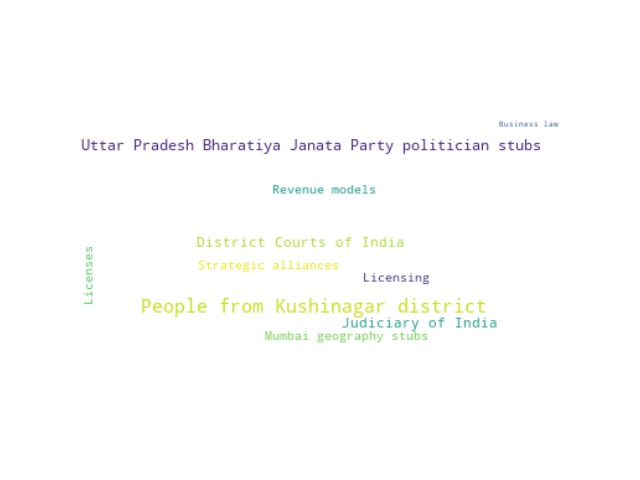 Business law
Uttar Pradesh Bharatiya Janata Party politician stubs
Revenue models
District Courts of India
Licenses
Strategic alliances
Licensing
People from Kushinagar district
Judiciary of India
Mumbai geography stubs